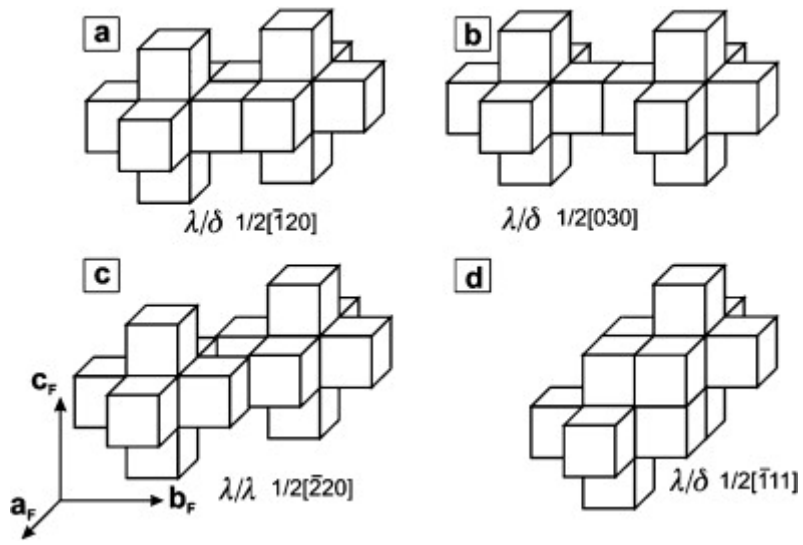 a
b
λ/δ 1/2[1̄20]
λ/δ 1/2[030]
c
d
c_F
λ/λ 1/2[2̄20]
λ/δ 1/2[1̄11]
b_F
a_F